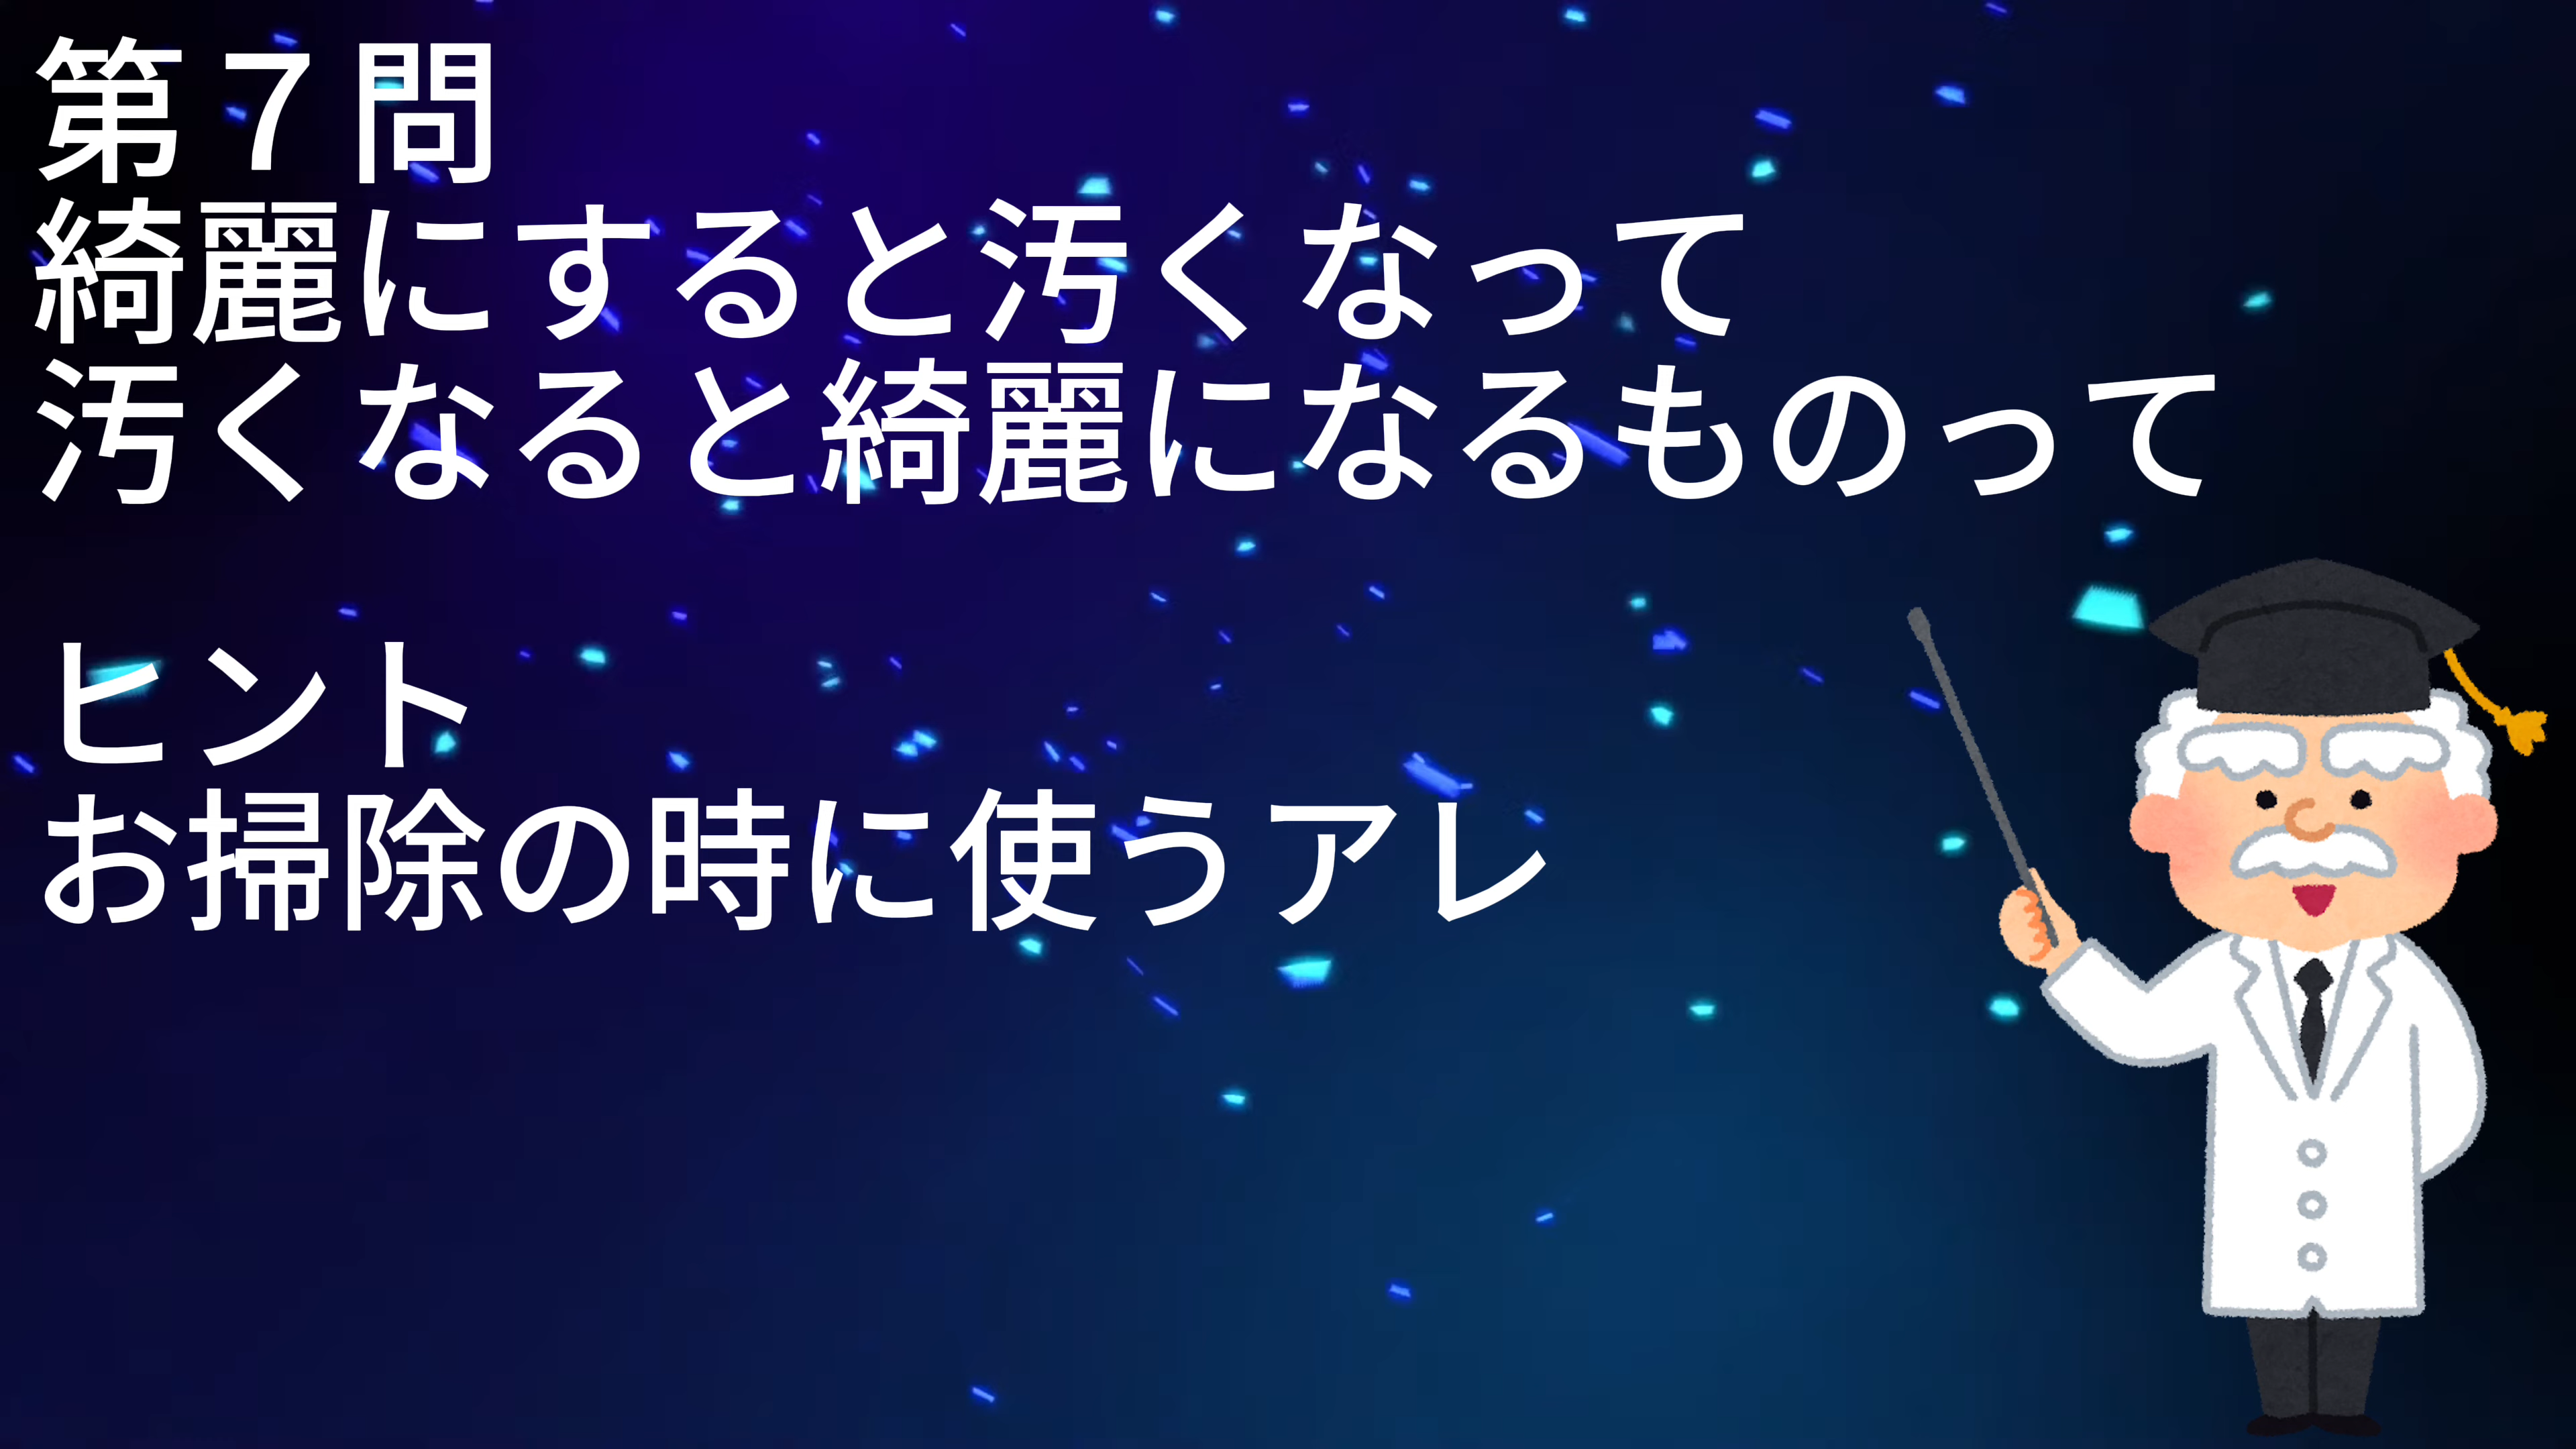 第７問
綺麗にすると汚くなって
汚くなると綺麗になるものって
ヒント
お掃除の時に使うアレ